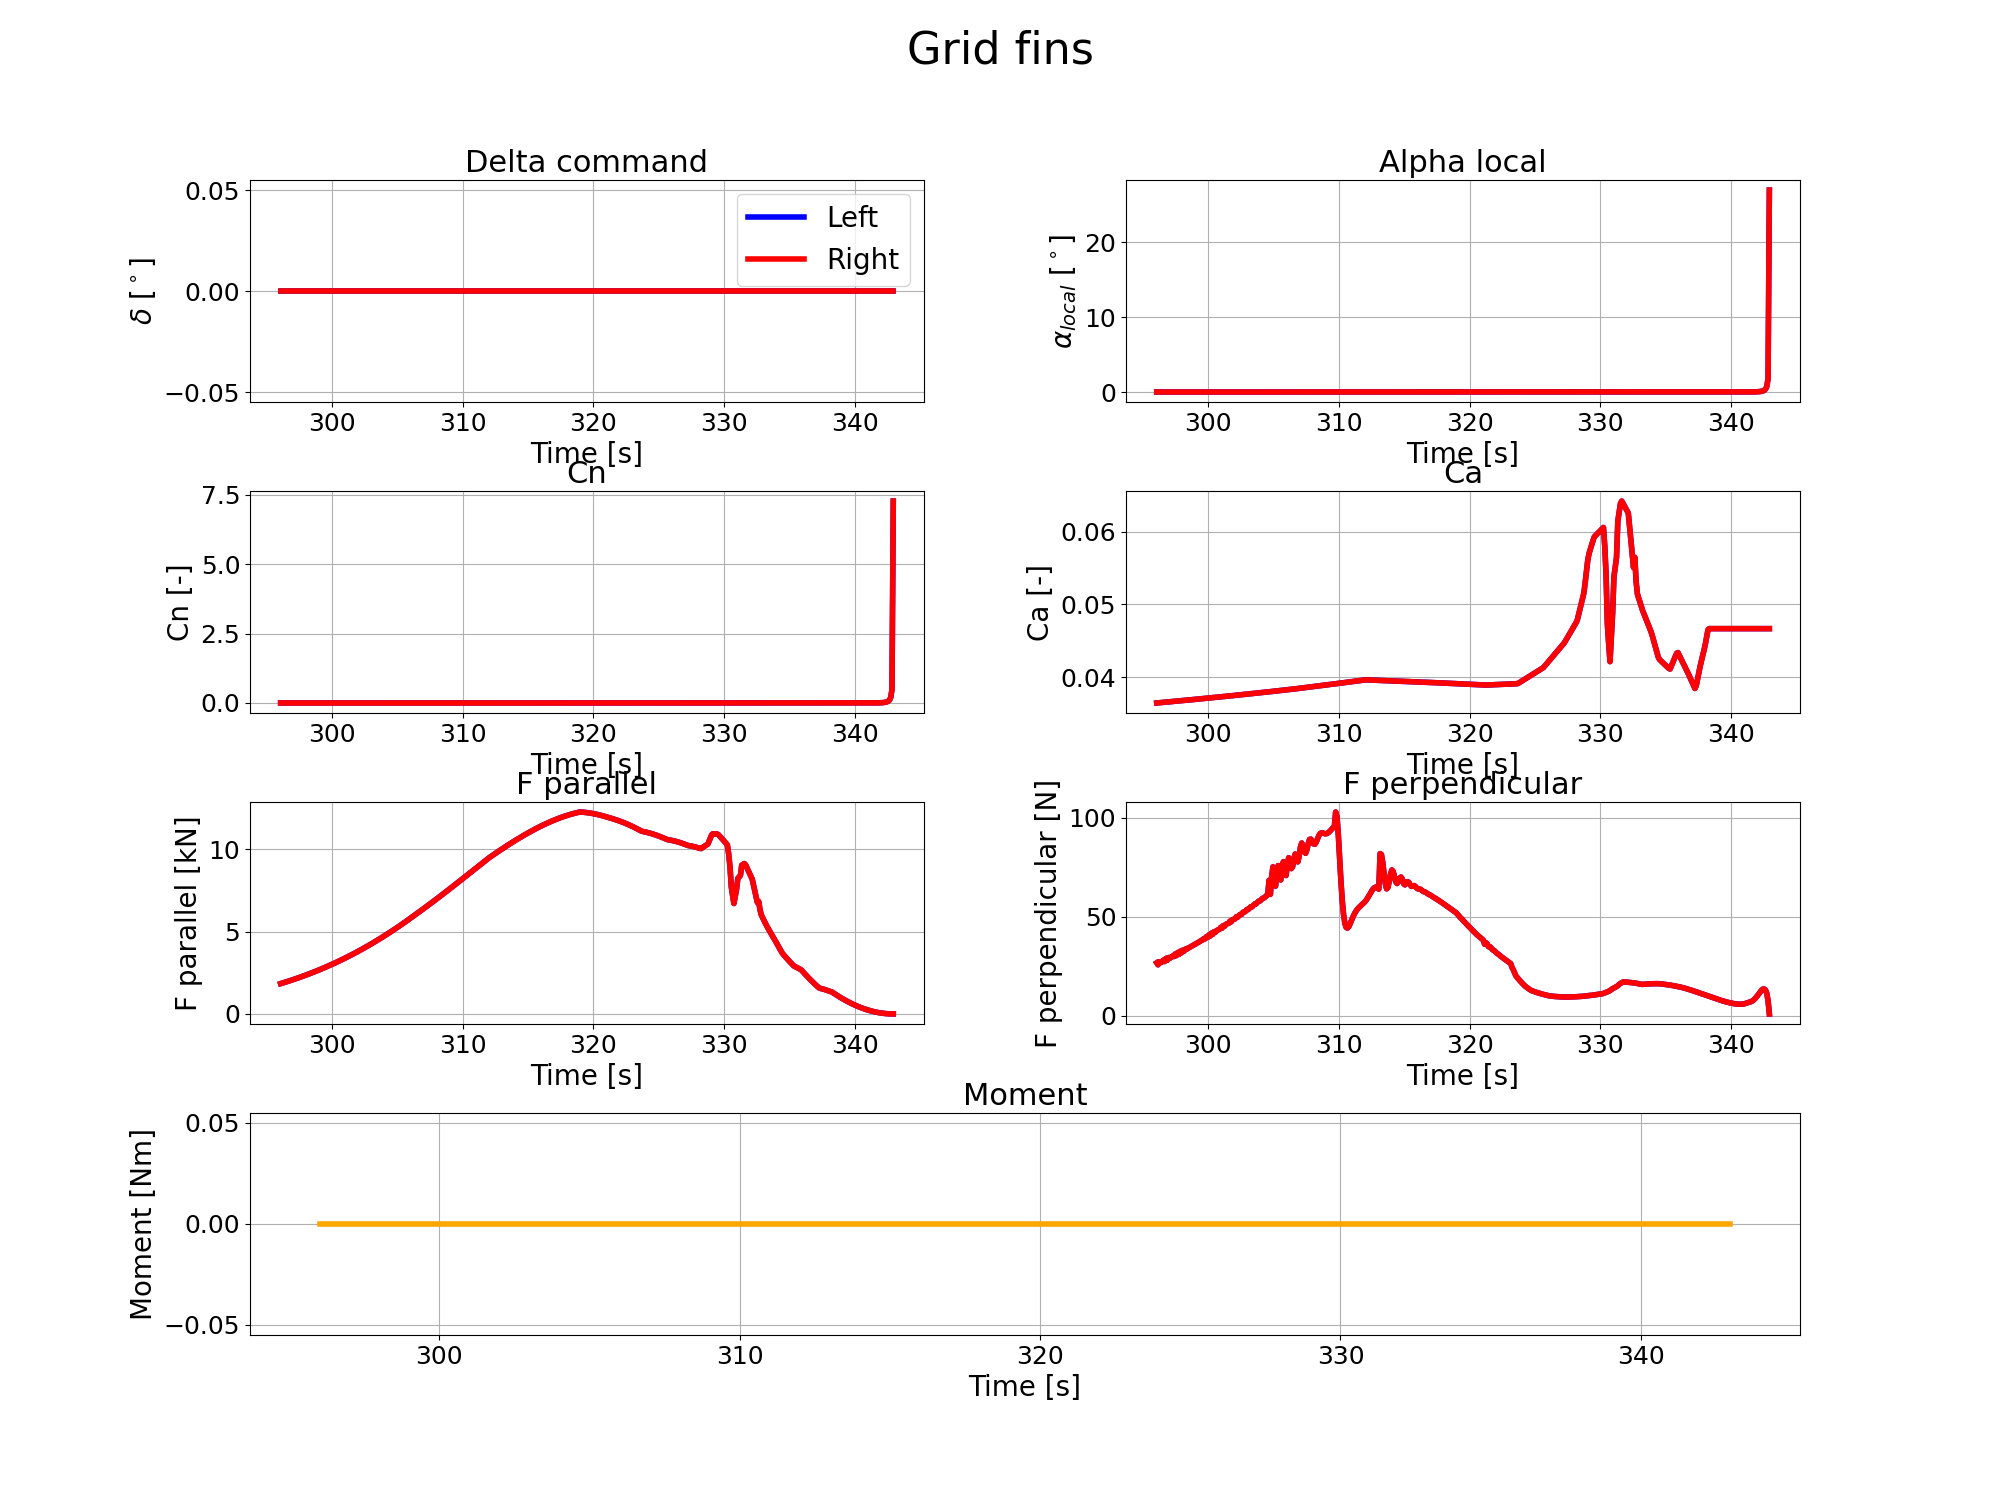 Grid fins
Delta command
δ [°]
0.05
0.00
−0.05
Left
Right
300 310 320 330 340
Time [s]
Alpha local
αlocal [°]
20
10
0
300 310 320 330 340
Time [s]
Cn
Cn [-]
7.5
5.0
2.5
0.0
300 310 320 330 340
Time [s]
Ca
Ca [-]
0.06
0.05
0.04
300 310 320 330 340
Time [s]
F parallel
F parallel [kN]
10
5
0
300 310 320 330 340
Time [s]
F perpendicular
F perpendicular [N]
100
50
0
300 310 320 330 340
Time [s]
Moment
Moment [Nm]
0.05
0.00
−0.05
300 310 320 330 340
Time [s]